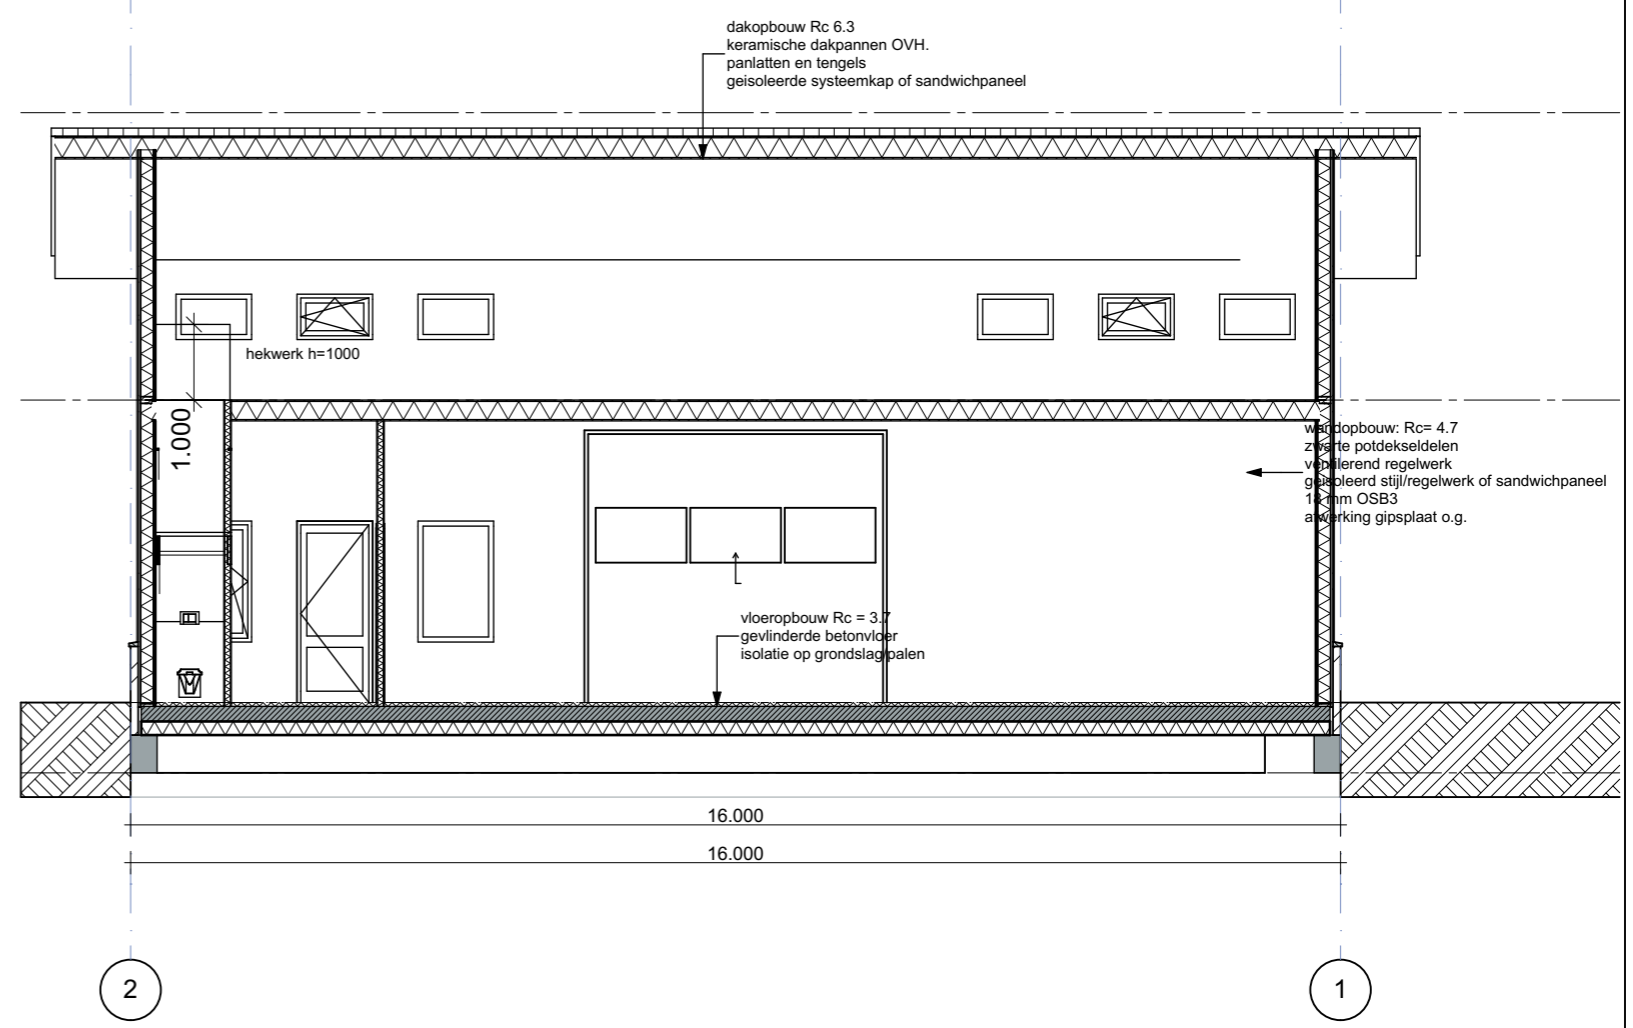 dakopbouw Rc 6.3
keramische dakpannen OVH.
panlatten en tengels
geisoleerde systeemkap of sandwichpaneel
hekwerk h=1000
1.000
wandopbouw: Rc= 4.7
zwarte potdekseldelen
ventilerend regelwerk
geisoleerd stijl/regelwerk of sandwichpaneel
18 mm OSB3
afwerking gipsplaat o.g.
vloeropbouw Rc = 3.7
gevlinderde betonvloer
isolatie op grondslag/palen
16.000
16.000
2
1